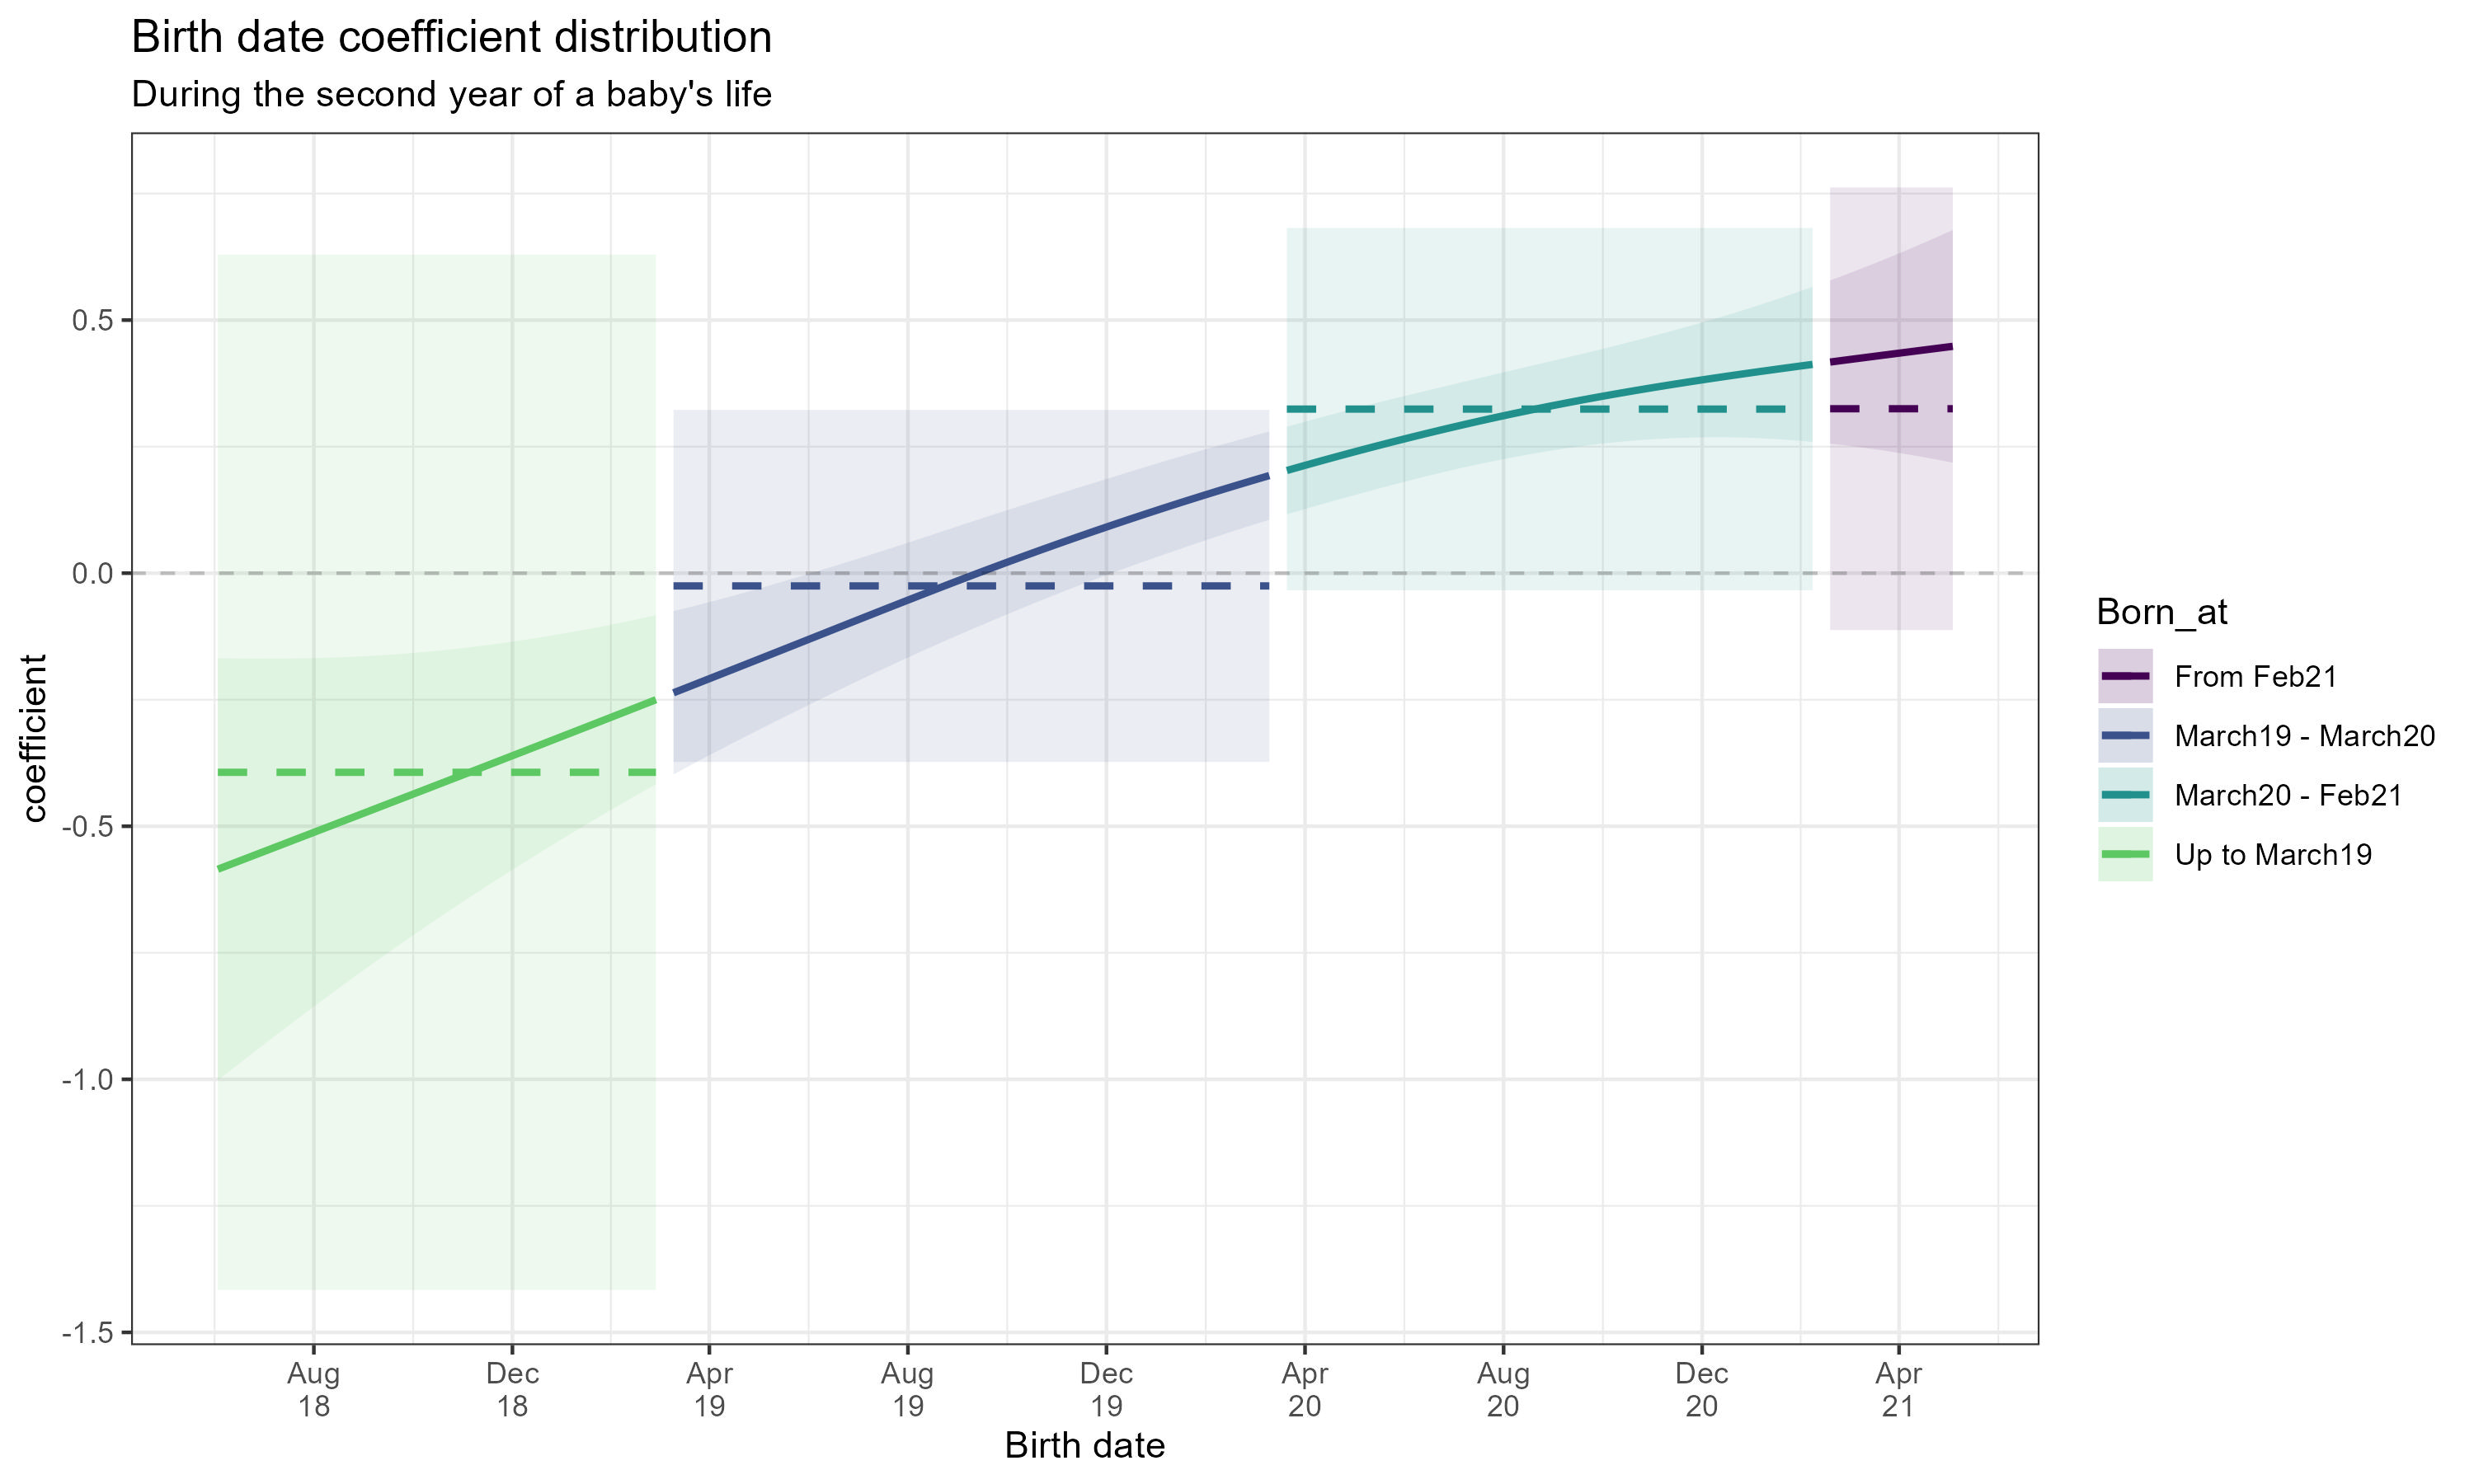 Birth date coefficient distribution
During the second year of a baby's life
coefficient
0.5
0.0
-0.5
-1.0
-1.5
Aug
18
Dec
18
Apr
19
Aug
19
Dec
19
Apr
20
Aug
20
Dec
20
Apr
21
Birth date
Born_at
From Feb21
March19 - March20
March20 - Feb21
Up to March19